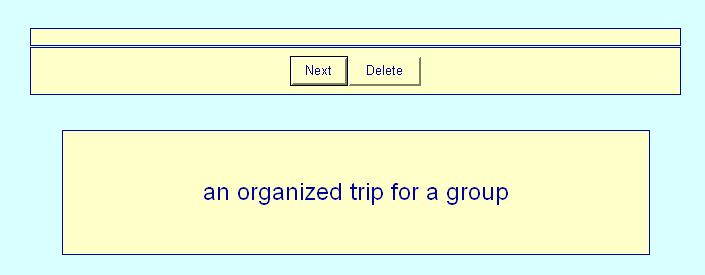 Next Delete
an organized trip for a group